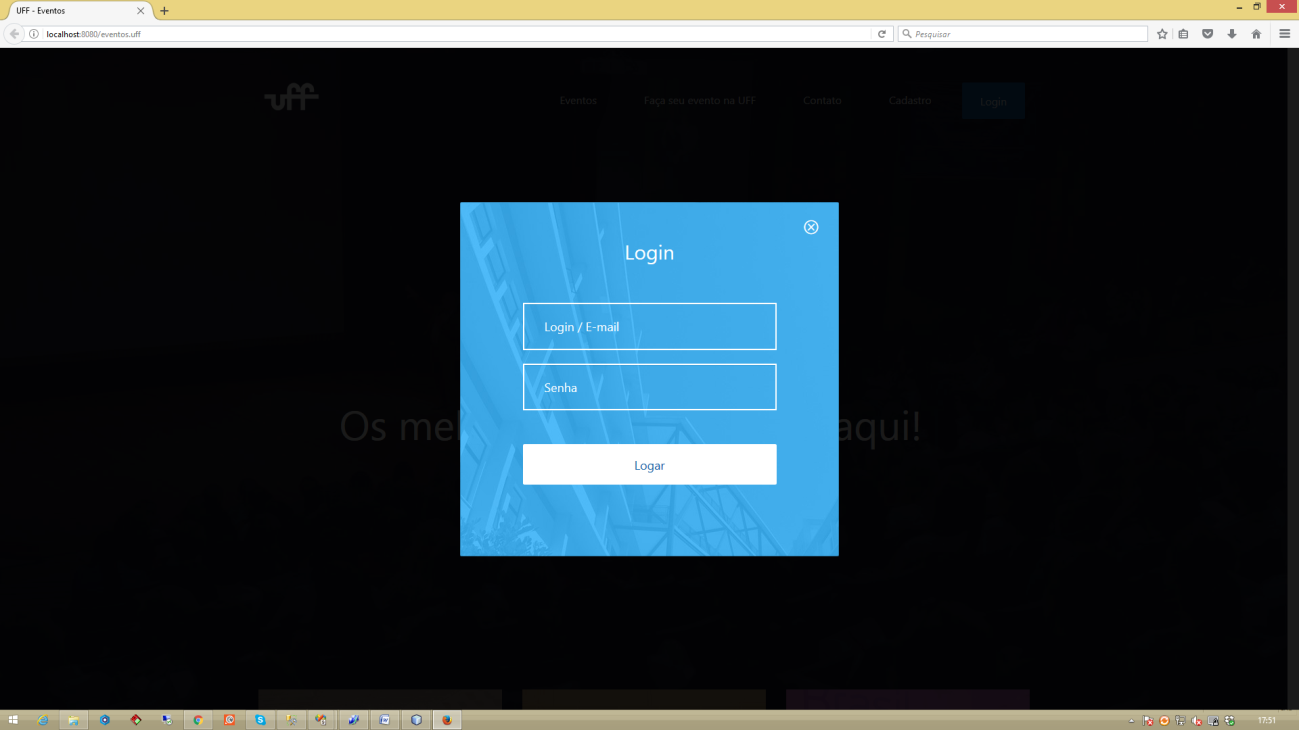 UFF - Eventos
localhost:8080/eventos.uff
Pesquisar
uff
Eventos
Faça seu evento na UFF
Contato
Cadastro
Login
Login
Login / E-mail
Senha
Os mel
aqui!
Logar
17:51